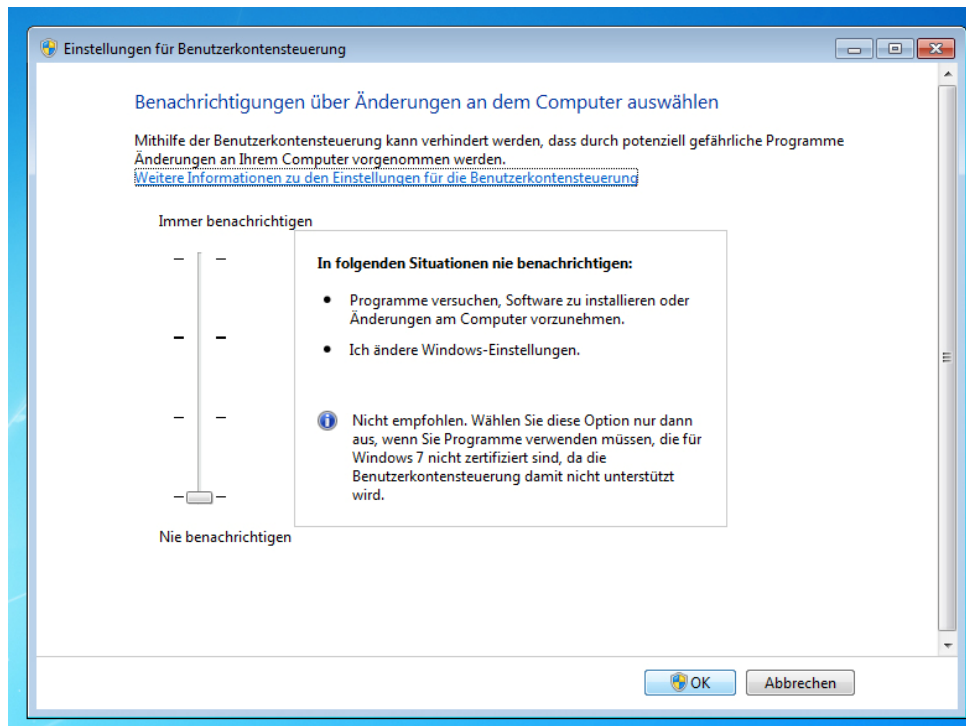 Einstellungen für Benutzerkontensteuerung
Benachrichtigungen über Änderungen an dem Computer auswählen
Mithilfe der Benutzerkontensteuerung kann verhindert werden, dass durch potenziell gefährliche Programme
Änderungen an Ihrem Computer vorgenommen werden.
Weitere Informationen zu den Einstellungen für die Benutzerkontensteuerung
Immer benachrichtigen
In folgenden Situationen nie benachrichtigen:
Programme versuchen, Software zu installieren oder
Änderungen am Computer vorzunehmen.
Ich ändere Windows-Einstellungen.
Nicht empfohlen. Wählen Sie diese Option nur dann
aus, wenn Sie Programme verwenden müssen, die für
Windows 7 nicht zertifiziert sind, da die
Benutzerkontensteuerung damit nicht unterstützt
wird.
Nie benachrichtigen
OK
Abbrechen